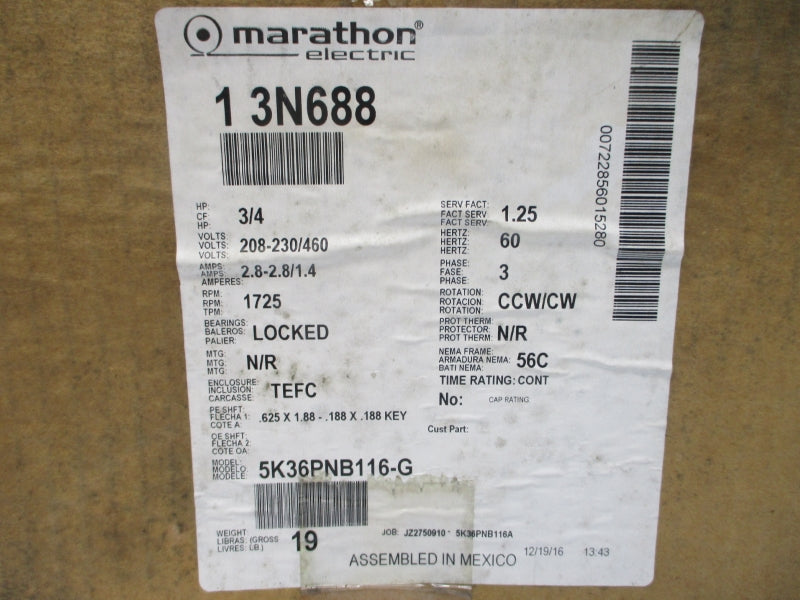 marathon®
electric
1 3N688
00722856015280
HP:
CF
HP:
3/4
VOLTS:
VOLTS:
VOLTS:
208-230/460
AMPS:
AMPS:
AMPERES:
2.8-2.8/1.4
RPM:
RPM:
TPM:
1725
BEARINGS:
BALEROS:
PALIER:
LOCKED
MTG:
MTG:
MTG:
N/R
ENCLOSURE:
INCLUSION:
CARCASSE:
TEFC
PE SHFT:
FLECHA 1:
COTE A:
.625 X 1.88 - .188 X .188 KEY
OE SHFT:
FLECHA 2:
COTE OA:
MODEL:
MODELO:
MODELE:
5K36PNB116-G
SERV FACT:
FACT SERV
FACT SERV:
1.25
HERTZ:
HERTZ:
HERTZ:
60
PHASE:
FASE:
PHASE:
3
ROTATION:
ROTACION:
ROTATION:
CCW/CW
PROT THERM:
PROTECTOR:
PROT THERM:
N/R
NEMA FRAME:
ARMADURA NEMA:
BATI NEMA:
56C
TIME RATING: CONT
No: CAP RATING:
Cust Part:
WEIGHT:
LIBRAS: (GROSS
LIVRES: LB.)
19
JOB: JZ2750910 * 5K36PNB116A
ASSEMBLED IN MEXICO 12/19/16 13:43